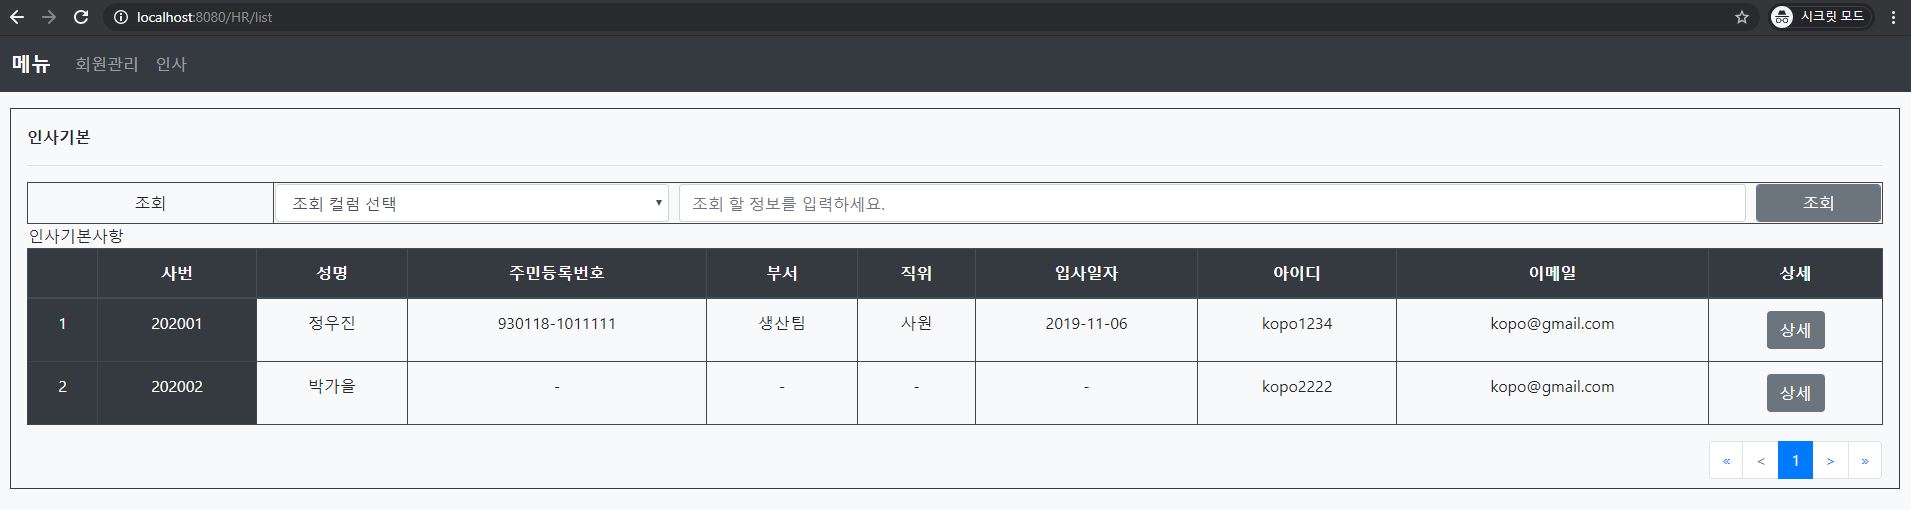 localhost:8080/HR/list 시크릿 모드
메뉴 회원관리 인사
인사기본
조회 조회 컬럼 선택 조회 할 정보를 입력하세요. 조회
인사기본사항
사번 성명 주민등록번호 부서 직위 입사일자 아이디 이메일 상세
1 202001 정우진 930118-1011111 생산팀 사원 2019-11-06 kopo1234 kopo@gmail.com 상세
2 202002 박가을 - - - - kopo2222 kopo@gmail.com 상세
« < 1 > »